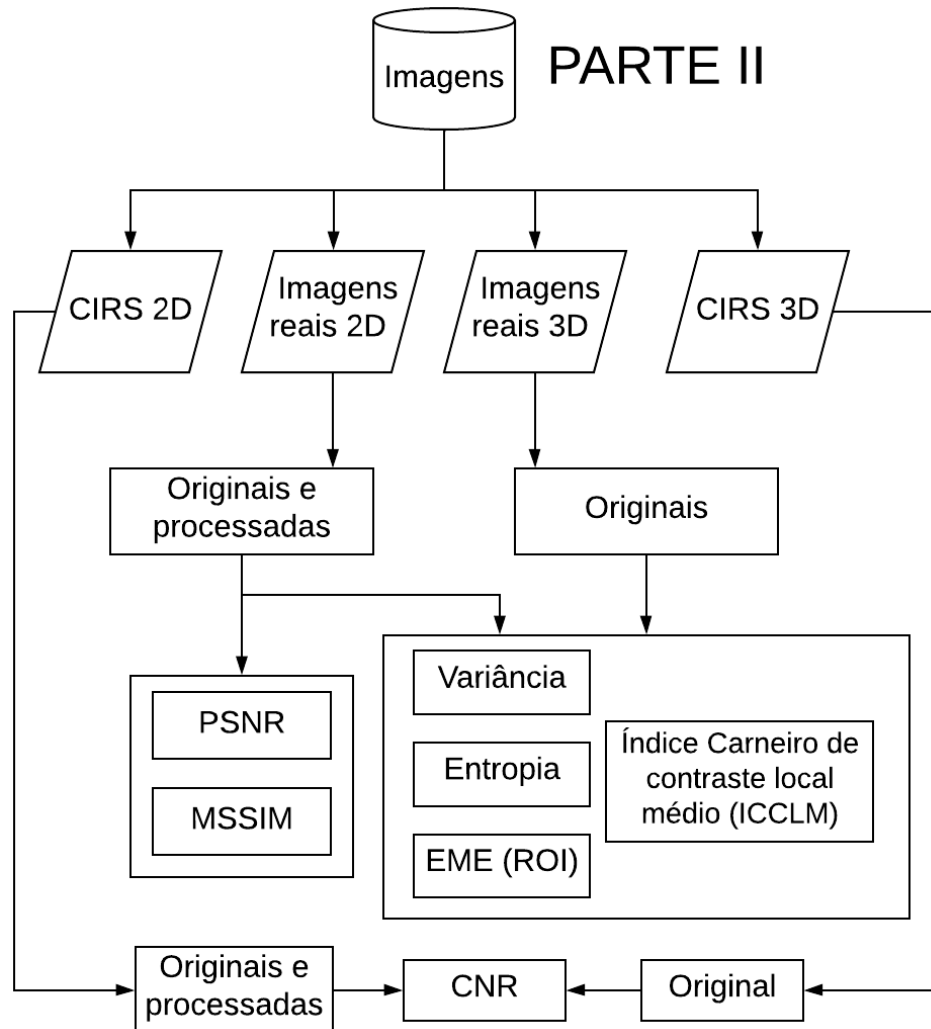 Imagens
PARTE II
CIRS 2D
Imagens
reais 2D
Imagens
reais 3D
CIRS 3D
Originais e
processadas
Originais
PSNR
MSSIM
Variância
Entropia
EME (ROI)
Índice Carneiro de
contraste local
médio (ICCLM)
Originais e
processadas
CNR
Original